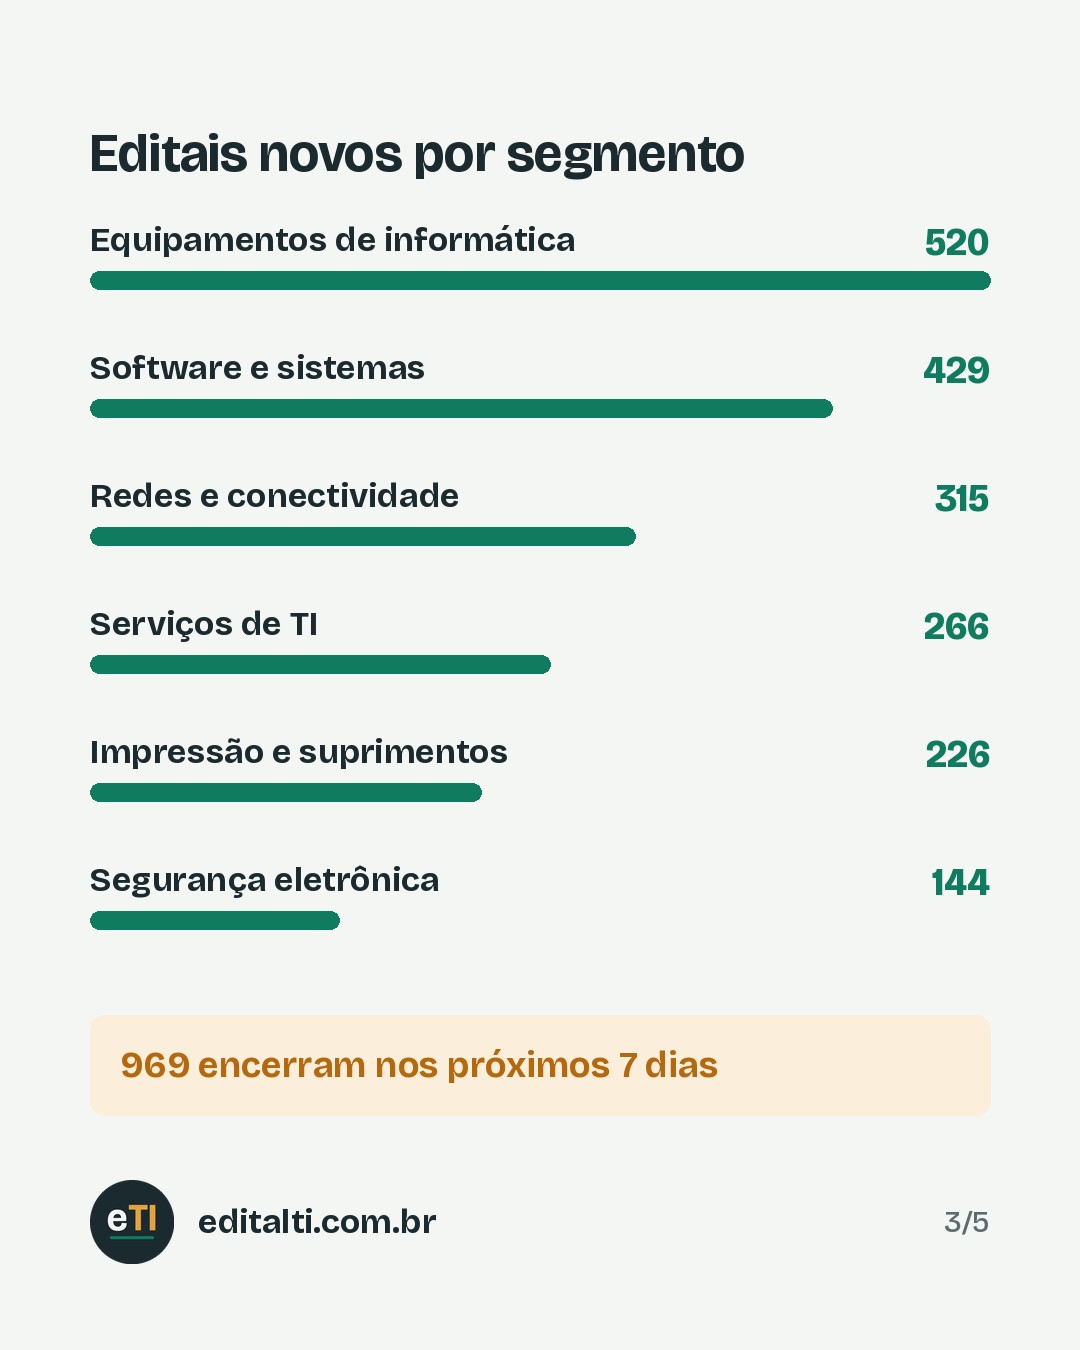 Editais novos por segmento
Equipamentos de informática 520
Software e sistemas 429
Redes e conectividade 315
Serviços de TI 266
Impressão e suprimentos 226
Segurança eletrônica 144
969 encerram nos próximos 7 dias
eTI editalti.com.br 3/5